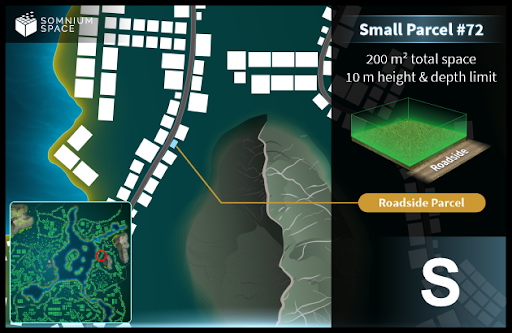 SOMNIUM
SPACE
Small Parcel #72
200 m² total space
10 m height & depth limit
Roadside
Roadside Parcel
S